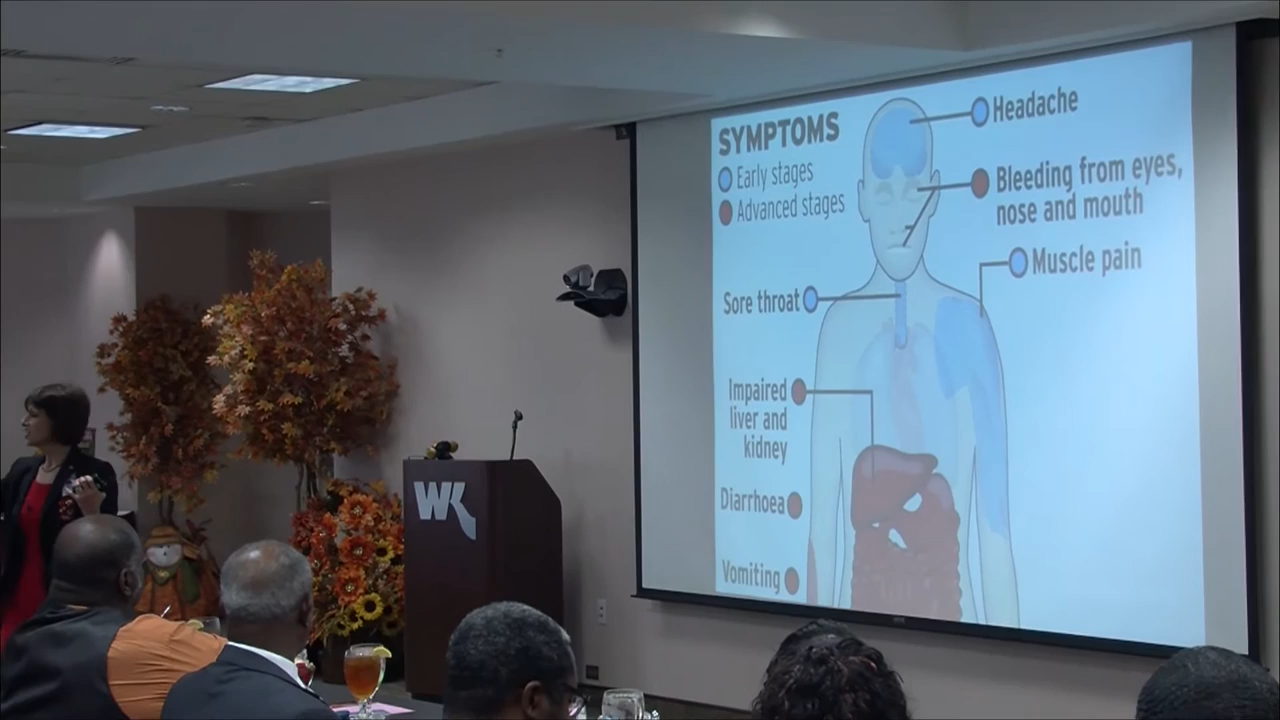 SYMPTOMS
Early stages
Advanced stages
Headache
Bleeding from eyes,
nose and mouth
Muscle pain
Sore throat
Impaired
liver and
kidney
Diarrhoea
Vomiting
WK